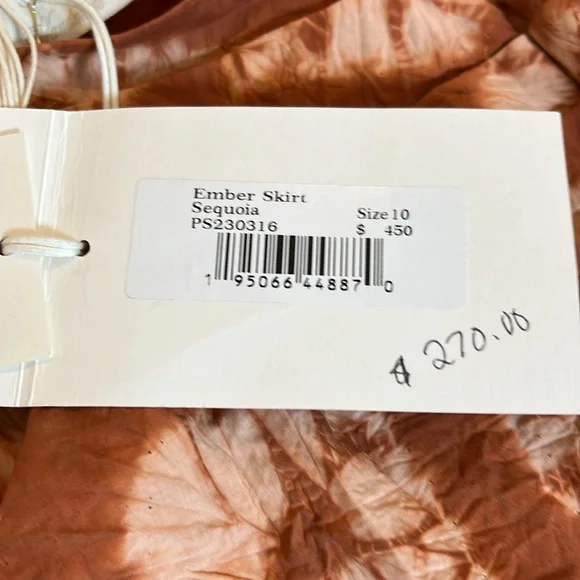 Ember Skirt
Sequoia Size 10
PS230316 $ 450
1 95066 44887 0
$ 270.00